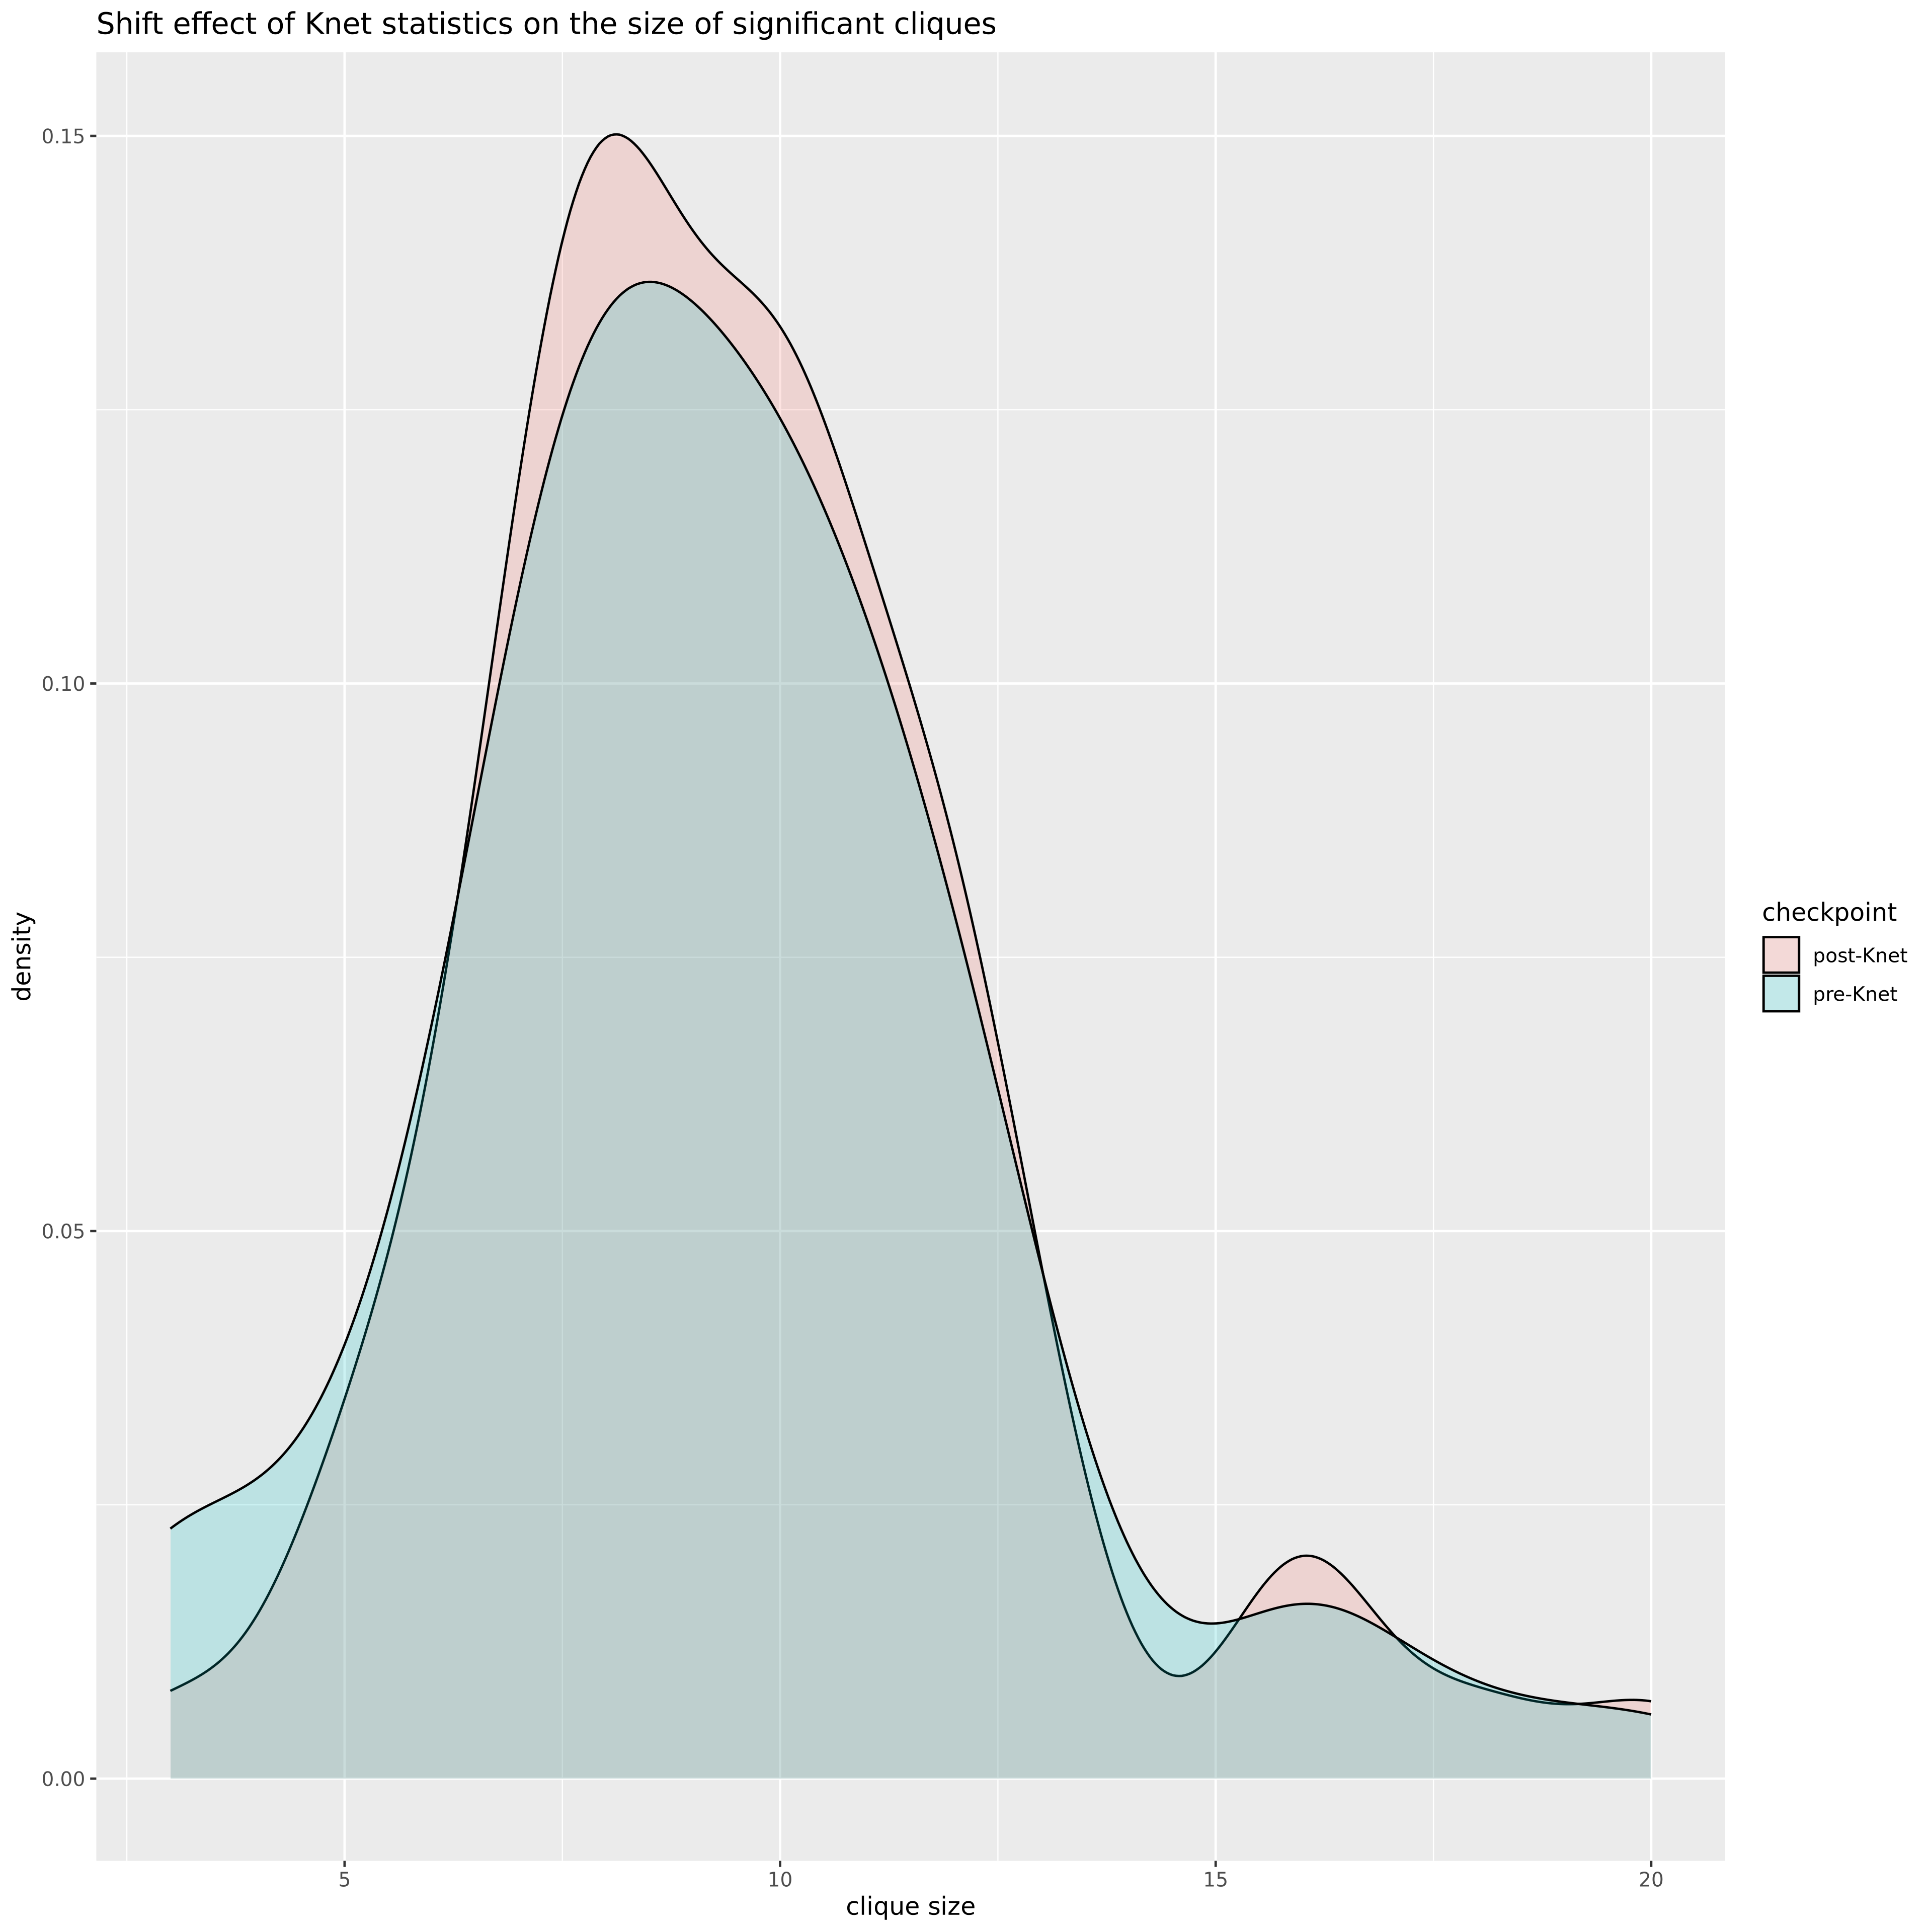 Shift effect of Knet statistics on the size of significant cliques
0.15
0.10
0.05
0.00
density
5
10
15
20
clique size
checkpoint
post-Knet
pre-Knet